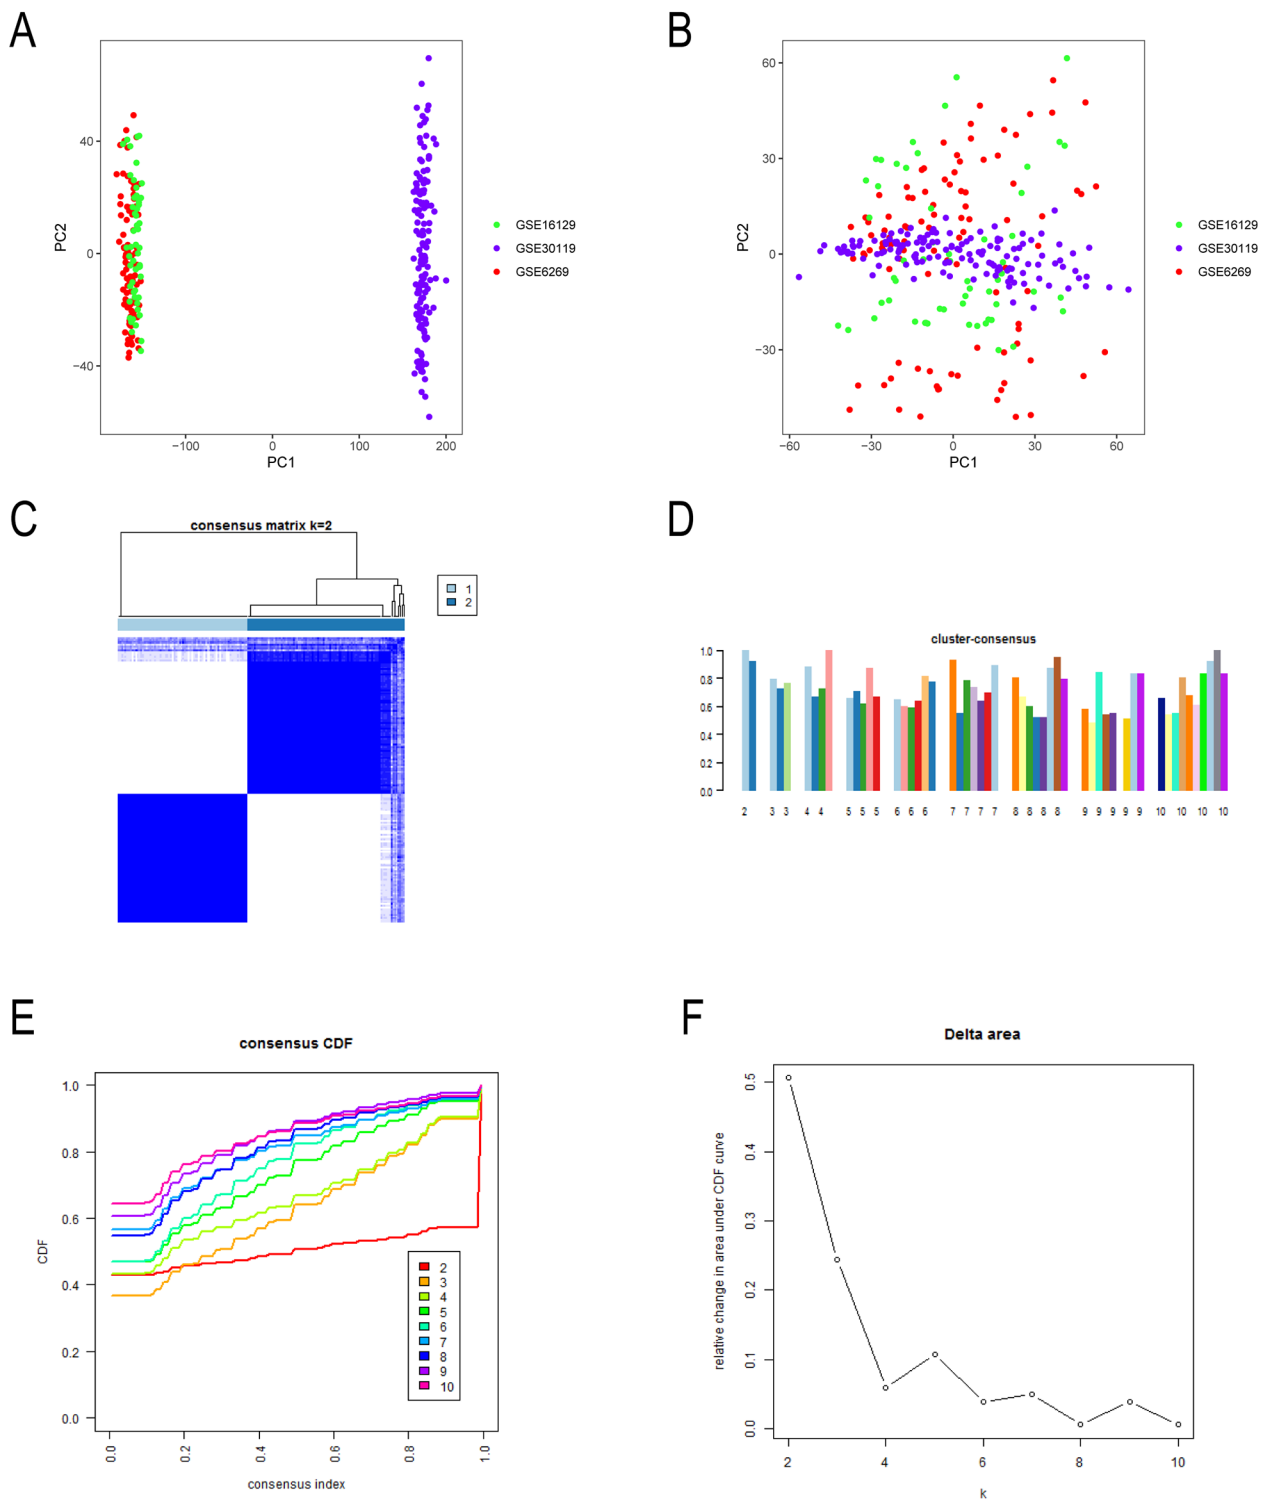 A
40
0
−40
PC2
−100
0
100
200
PC1
GSE16129
GSE30119
GSE6269
B
60
30
0
−30
PC2
−60
−30
0
30
60
PC1
GSE16129
GSE30119
GSE6269
C
consensus matrix k=2
1
2
D
cluster-consensus
1.0
0.8
0.6
0.4
0.2
0.0
2 3 3 4 4 5 5 5 6 6 6 7 7 7 7 8 8 8 8 9 9 9 9 9 10 10 10 10
E
consensus CDF
1.0
0.8
0.6
0.4
0.2
0.0
CDF
2
3
4
5
6
7
8
9
10
0.0 0.2 0.4 0.6 0.8 1.0
consensus index
F
Delta area
0.5
0.4
0.3
0.2
0.1
0.0
relative change in area under CDF curve
2 4 6 8 10
k